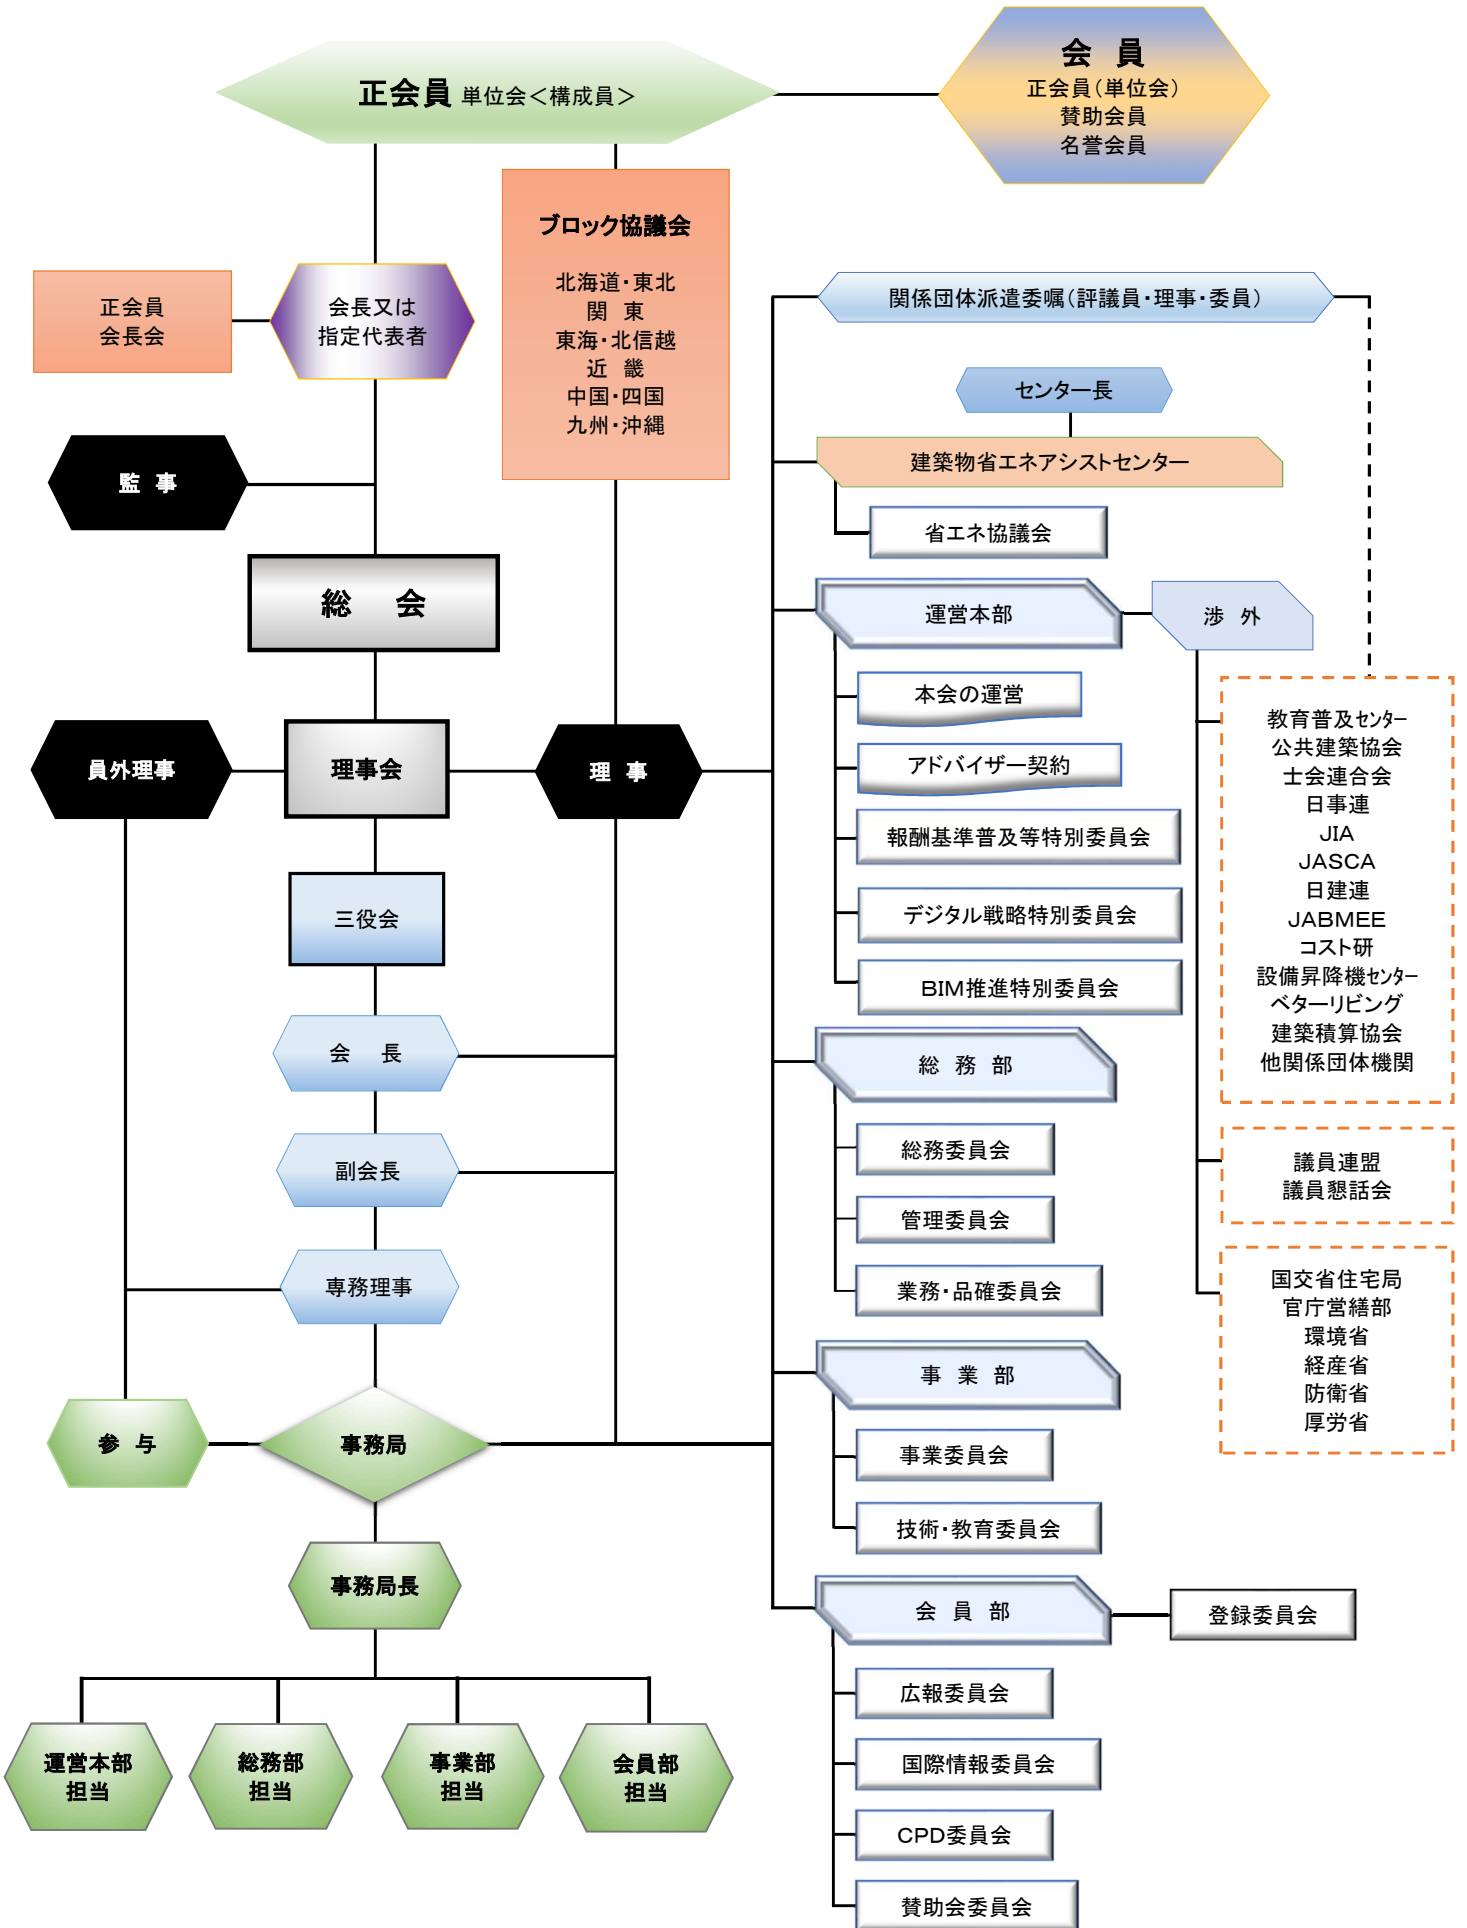 正会員 単位会＜構成員＞
会 員
正会員（単位会）
賛助会員
名誉会員
ブロック協議会
北海道・東北
関 東
東海・北信越
近 畿
中国・四国
九州・沖縄
正会員
会長会
会長又は
指定代表者
監 事
総 会
員外理事
理事会
理 事
三役会
会 長
副会長
専務理事
参 与
事務局
事務局長
運営本部
担当
総務部
担当
事業部
担当
会員部
担当
関係団体派遣委嘱（評議員・理事・委員）
センター長
建築物省エネアシストセンター
省エネ協議会
運営本部
渉 外
本会の運営
アドバイザー契約
報酬基準普及等特別委員会
デジタル戦略特別委員会
BIM推進特別委員会
総 務 部
総務委員会
管理委員会
業務・品確委員会
事 業 部
事業委員会
技術・教育委員会
会 員 部
登録委員会
広報委員会
国際情報委員会
CPD委員会
賛助会委員会
教育普及センター
公共建築協会
士会連合会
日事連
JIA
JASCA
日建連
JABMEE
コスト研
設備昇降機センター
ベターリビング
建築積算協会
他関係団体機関
議員連盟
議員懇話会
国交省住宅局
官庁営繕部
環境省
経産省
防衛省
厚労省